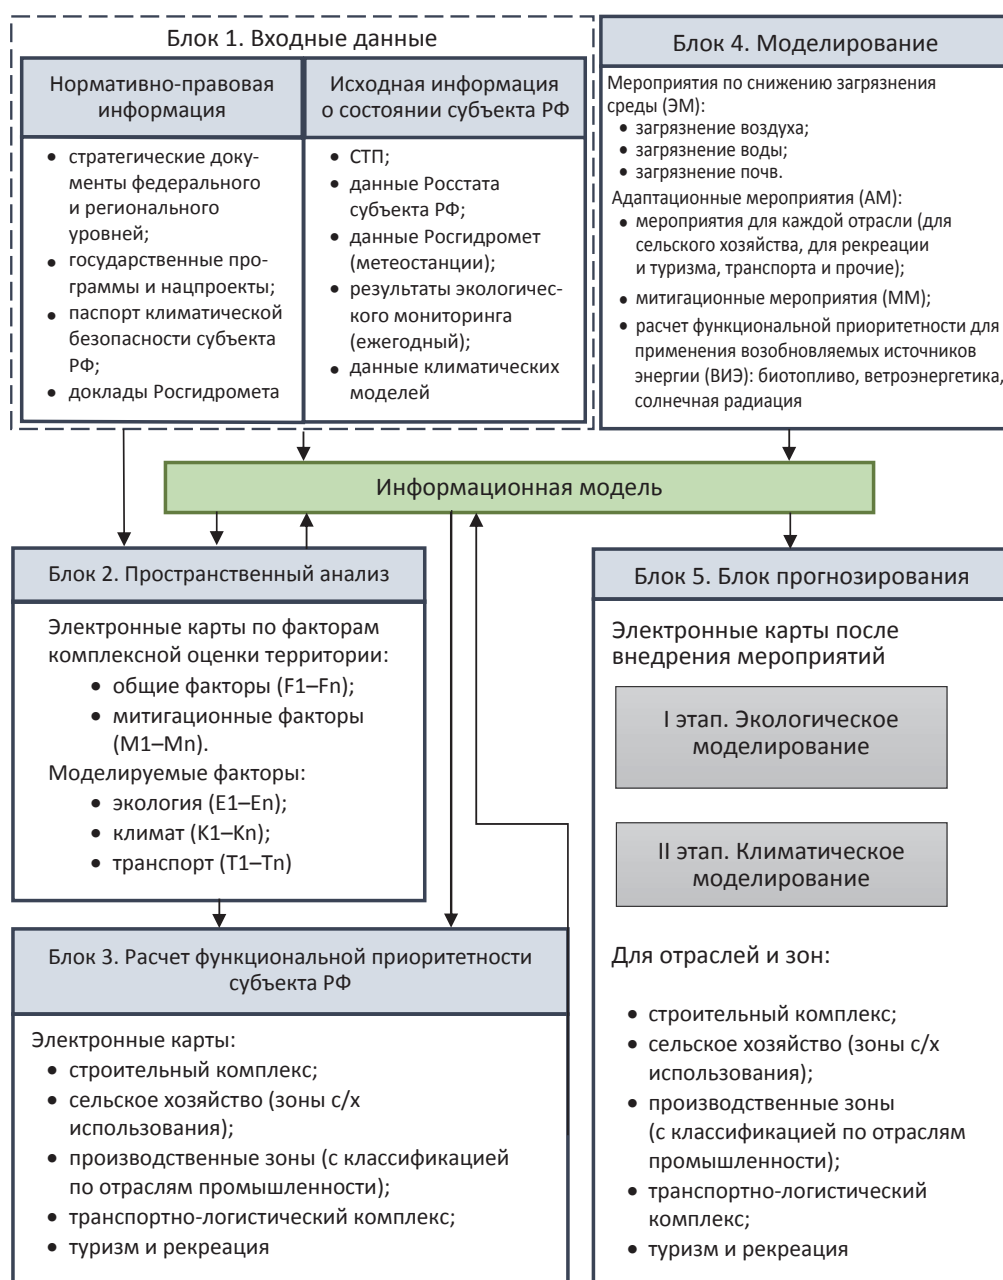 Блок 1. Входные данные
Нормативно-правовая
информация
• стратегические доку-
менты федерального
и регионального
уровней;
• государственные про-
граммы и нацпроекты;
• паспорт климатической
безопасности субъекта
РФ;
• доклады Росгидромета
Исходная информация
о состоянии субъекта РФ
• СТП;
• данные Росстата
субъекта РФ;
• данные Росгидромет
(метеостанции);
• результаты экологичес-
кого мониторинга
(ежегодный);
• данные климатических
моделей
Блок 4. Моделирование
Мероприятия по снижению загрязнения
среды (ЭМ):
• загрязнение воздуха;
• загрязнение воды;
• загрязнение почв.
Адаптационные мероприятия (АМ):
• мероприятия для каждой отрасли (для
сельского хозяйства, для рекреации
и туризма, транспорта и прочие);
• митигационные мероприятия (ММ);
• расчет функциональной приоритетности для
применения возобновляемых источников
энергии (ВИЭ): биотопливо, ветроэнергетика,
солнечная радиация
Информационная модель
Блок 2. Пространственный анализ
Электронные карты по факторам
комплексной оценки территории:
• общие факторы (F1–Fn);
• митигационные факторы
(M1–Mn).
Моделируемые факторы:
• экология (E1–En);
• климат (K1–Kn);
• транспорт (T1–Tn)
Блок 3. Расчет функциональной приоритетности
субъекта РФ
Электронные карты:
• строительный комплекс;
• сельское хозяйство (зоны с/х
использования);
• производственные зоны (с классификацией
по отраслям промышленности);
• транспортно-логистический комплекс;
• туризм и рекреация
Блок 5. Блок прогнозирования
Электронные карты после
внедрения мероприятий
I этап. Экологическое
моделирование
II этап. Климатическое
моделирование
Для отраслей и зон:
• строительный комплекс;
• сельское хозяйство (зоны с/х
использования);
• производственные зоны
(с классификацией по отраслям
промышленности);
• транспортно-логистический
комплекс;
• туризм и рекреация